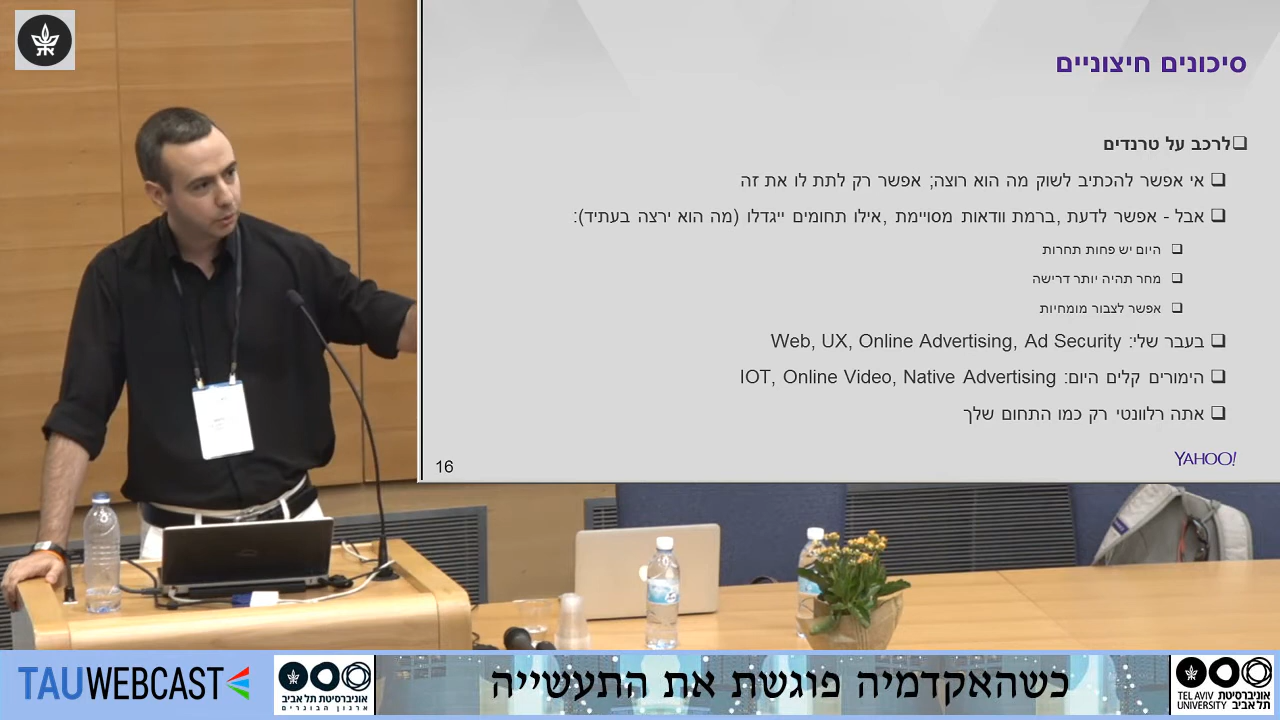 סיכונים חיצוניים
לרכב על טרנדים
אי אפשר להכתיב לשוק מה הוא רוצה; אפשר רק לתת לו את זה
אבל - אפשר לדעת ,ברמת וודאות מסויימת ,אילו תחומים ייגדלו (מה הוא ירצה בעתיד):
היום יש פחות תחרות
מחר תהיה יותר דרישה
אפשר לצבור מומחיות
בעבר שלי: Web, UX, Online Advertising, Ad Security
הימורים קלים היום: IOT, Online Video, Native Advertising
אתה רלוונטי רק כמו התחום שלך
16
YAHOO!
TAUWEBCAST
אוניברסיטת תל אביב
ארגון הבוגרים
כשהאקדמיה פוגשת את התעשייה
TEL AVIV אוניברסיטת
UNIVERSITY תל אביב